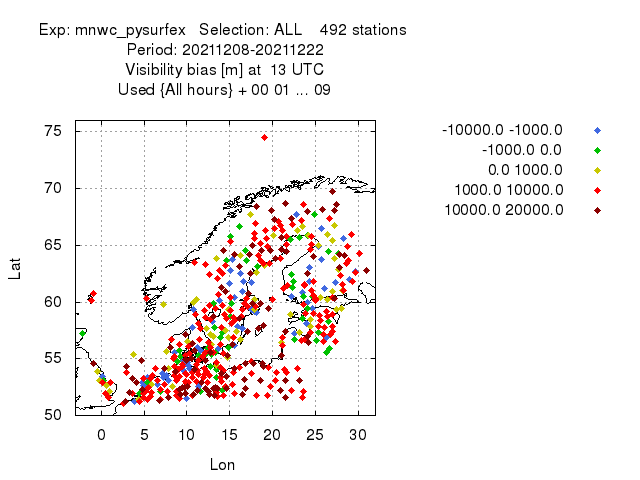 Exp: mnwc_pysurfex   Selection: ALL    492 stations
Period: 20211208-20211222
Visibility bias [m] at  13 UTC
Used {All hours} + 00 01 ... 09
-10000.0 -1000.0
-1000.0 0.0
0.0 1000.0
1000.0 10000.0
10000.0 20000.0
75
70
65
60
55
50
Lat
0 5 10 15 20 25 30
Lon